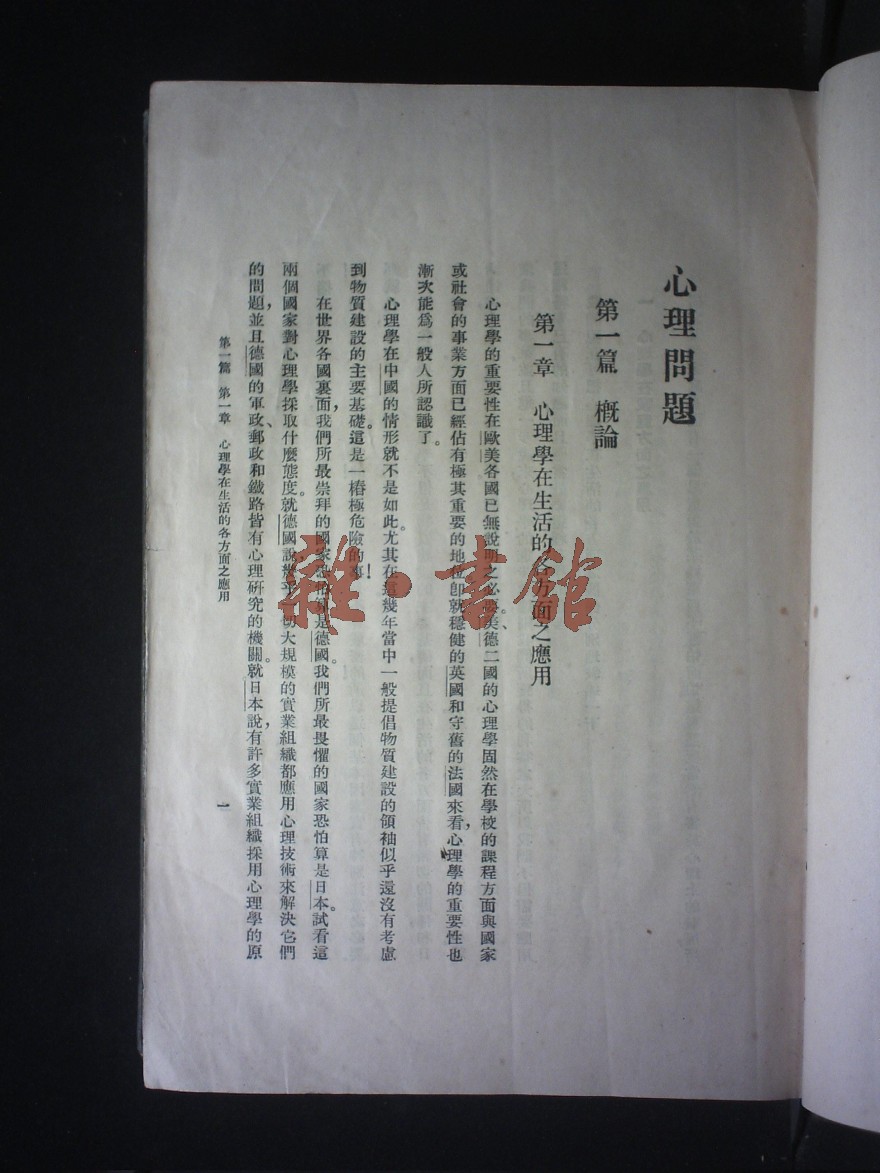 心理問題
第一篇　概論
第一章　心理學在生活的各方面之應用
心理學的重要性在歐美各國已無說明之必要。美、德二國的心理學固然在學校的課程方面與國家
或社會的事業方面已經佔有極其重要的地位卽就穩健的英國和守舊的法國來看，心理學的重要性也
漸次能爲一般人所認識了。
心理學在中國的情形就不是如此。尤其在這幾年當中一般提倡物質建設的領袖似乎還沒有考慮
到物質建設的主要基礎。這是一樁極危險的事！
在世界各國裏面，我們所最崇拜的國家恐怕算是德國。我們所最畏懼的國家恐怕算是日本。試看這
兩個國家對心理學採取什麼態度。就德國說，幾乎一切大規模的實業組織都應用心理技術來解決它們
的問題，並且德國的軍政、郵政和鐵路皆有心理研究的機關。就日本說，有許多實業組織採用心理學的原
第一篇　第一章　心理學在生活的各方面之應用
一
雜·書館